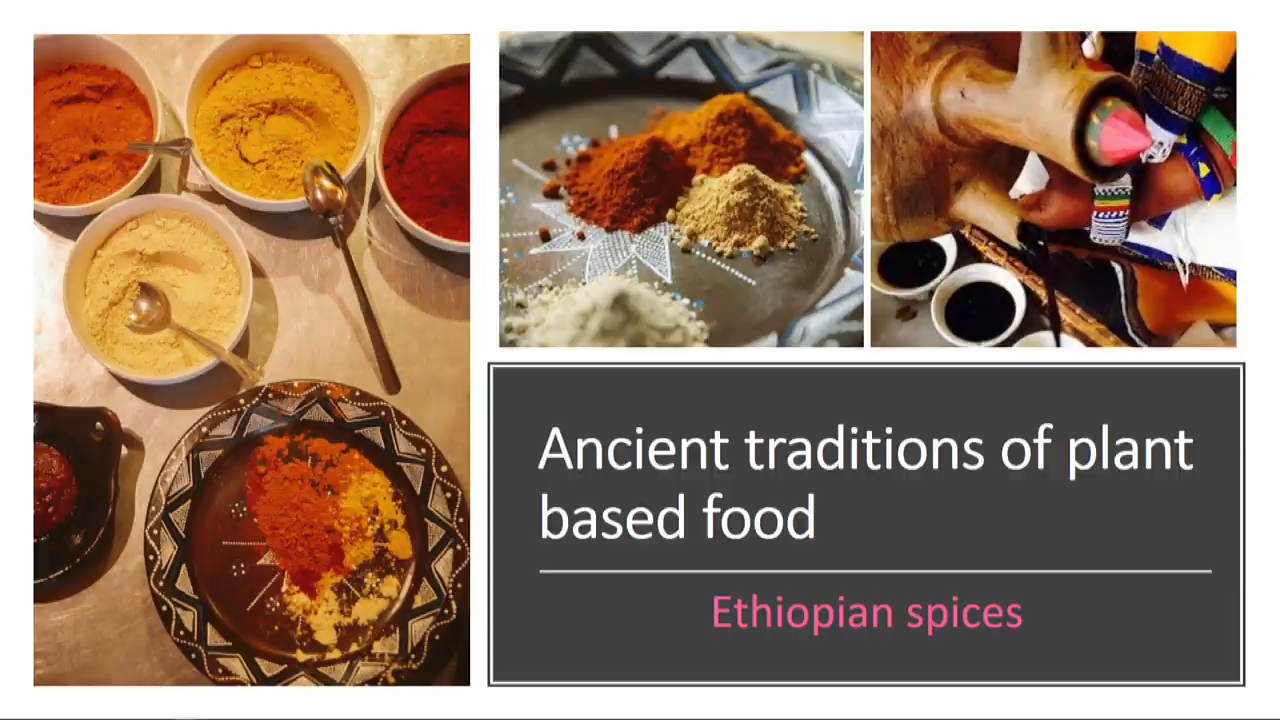 Ancient traditions of plant
based food
Ethiopian spices